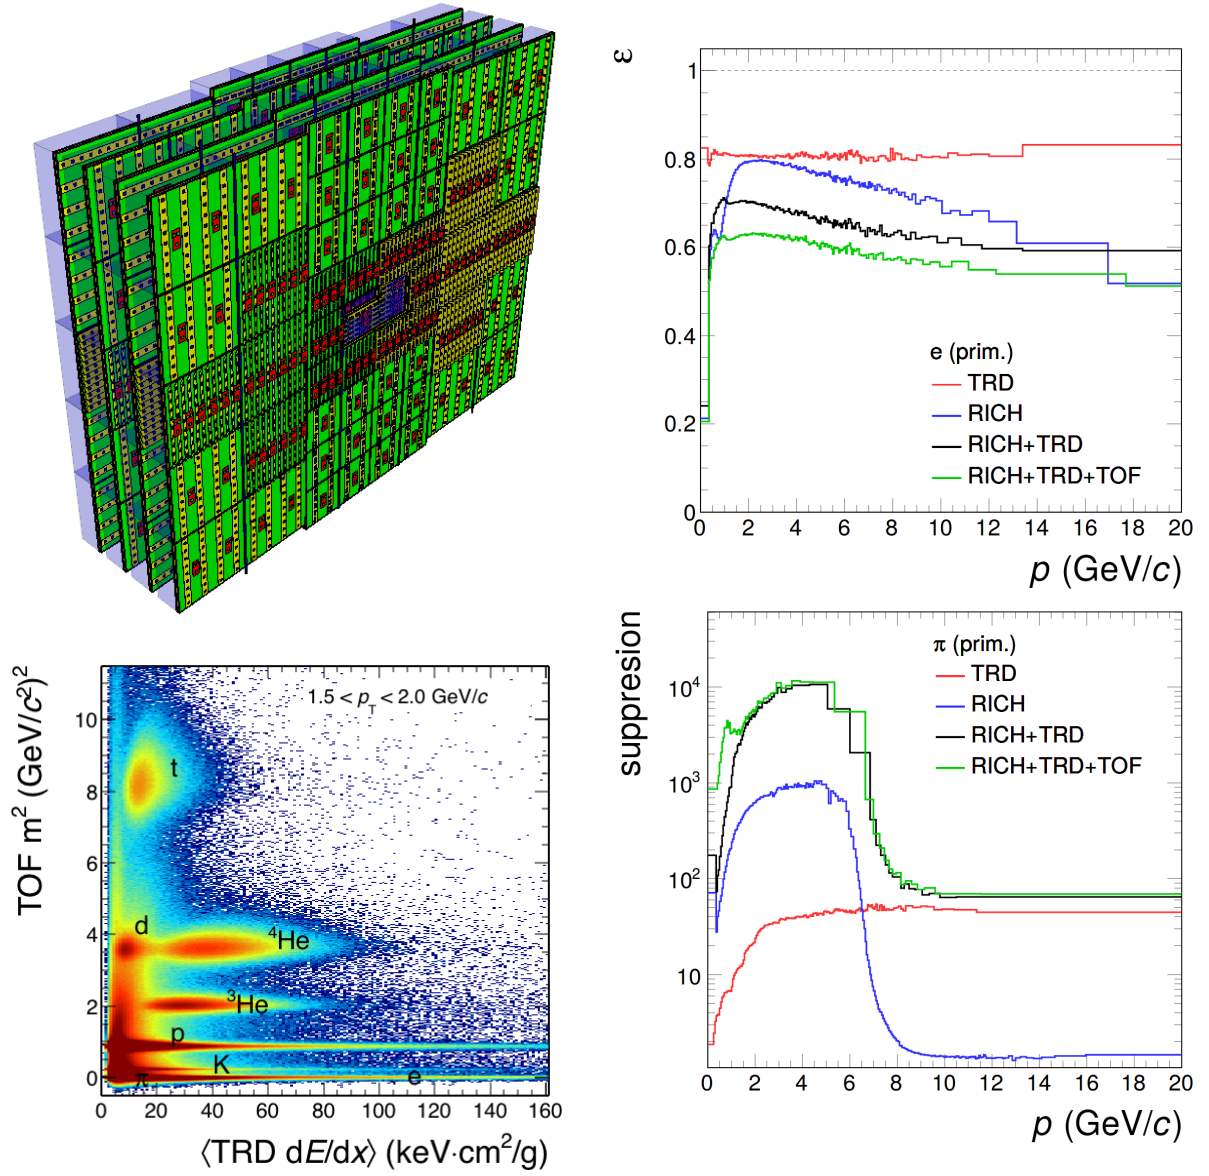 ε
1
0.8
0.6
0.4
0.2
0
e (prim.)
TRD
RICH
RICH+TRD
RICH+TRD+TOF
0 2 4 6 8 10 12 14 16 18 20
p (GeV/c)
TOF m² (GeV/c²)²
1.5 < p_T < 2.0 GeV/c
10
8
6
4
2
0
t
d
⁴He
³He
p
K
π
e
0 20 40 60 80 100 120 140 160
⟨TRD dE/dx⟩ (keV·cm²/g)
suppresion
10⁴
10³
10²
10
π (prim.)
TRD
RICH
RICH+TRD
RICH+TRD+TOF
0 2 4 6 8 10 12 14 16 18 20
p (GeV/c)